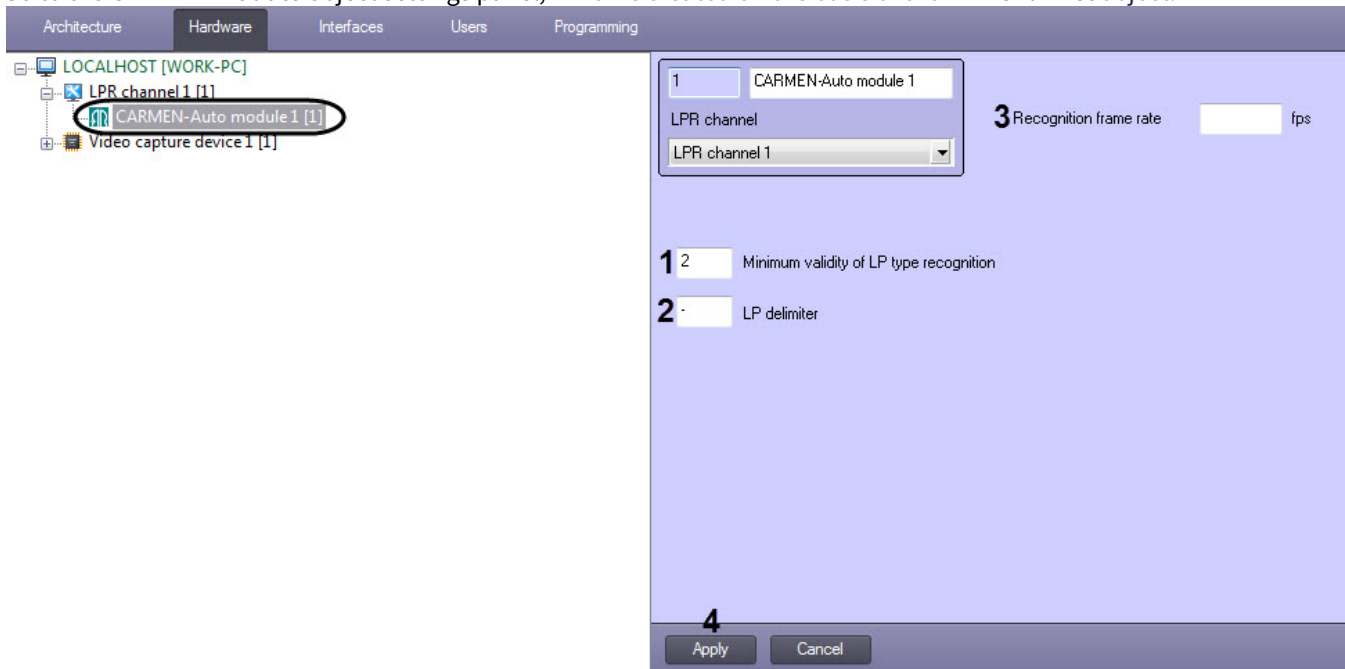 Architecture Hardware Interfaces Users Programming
LOCALHOST [WORK-PC]
LPR channel 1 [1]
CARMEN-Auto module 1 [1]
Video capture device 1 [1]
1 CARMEN-Auto module 1
LPR channel
LPR channel 1
3 Recognition frame rate fps
1 2 Minimum validity of LP type recognition
2 - LP delimiter
4
Apply Cancel